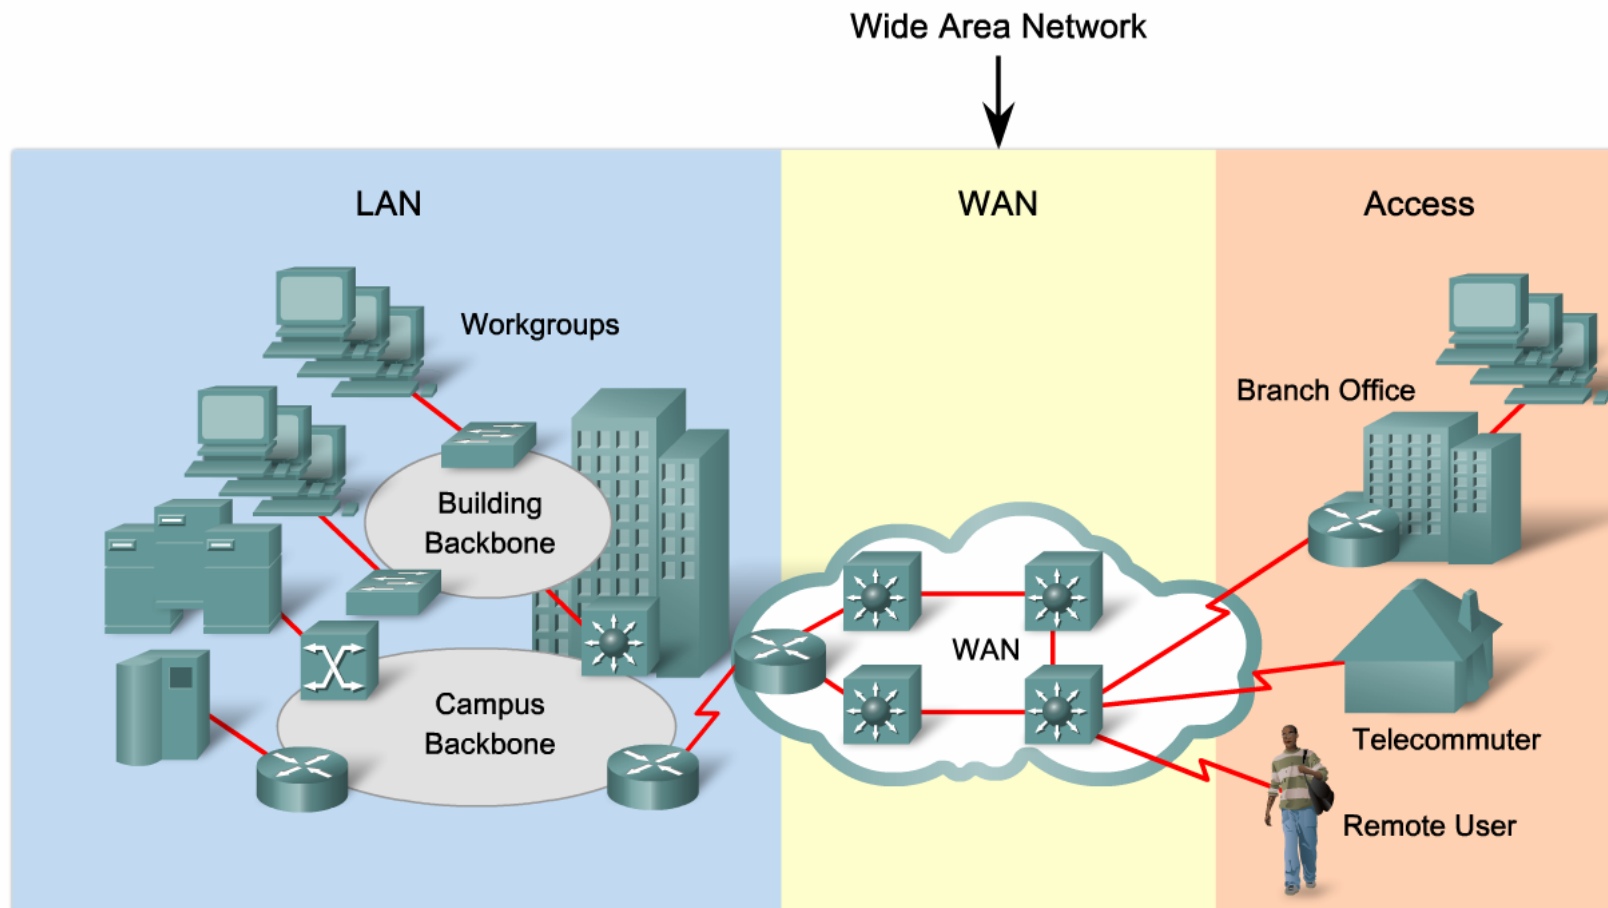 Wide Area Network
LAN
WAN
Access
Workgroups
Branch Office
Building
Backbone
WAN
Campus
Backbone
Telecommuter
Remote User